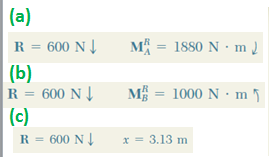 (a)
R = 600 N ↓ M_A^R = 1880 N · m ⤸
(b)
R = 600 N ↓ M_B^R = 1000 N · m ↰
(c)
R = 600 N ↓ x = 3.13 m